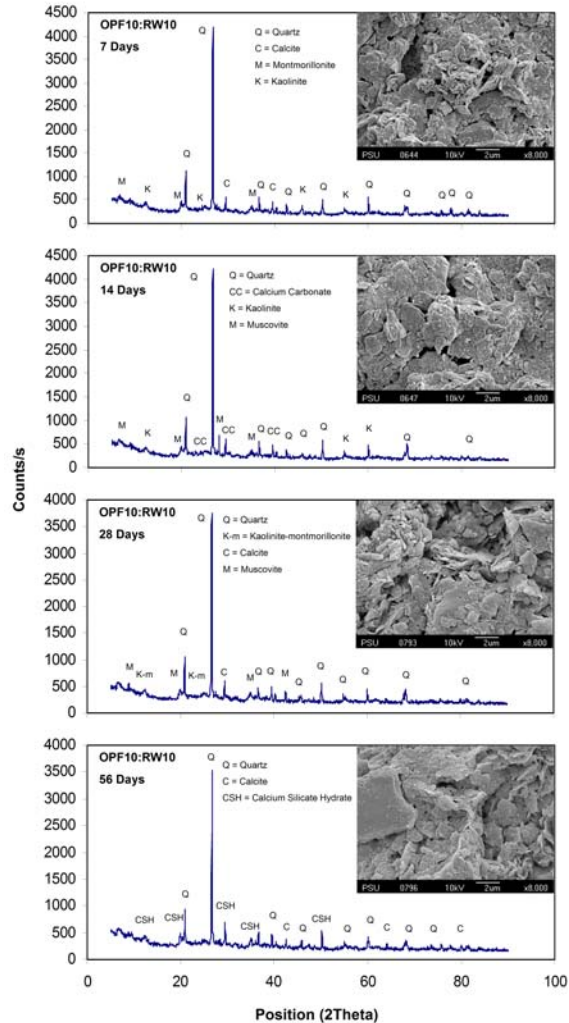 OPF10:RW10
7 Days
Q = Quartz
C = Calcite
M = Montmorillonite
K = Kaolinite
4500
4000
3500
3000
2500
2000
1500
1000
500
0
Q
Q
M K M K C M Q C Q K Q K Q Q Q Q Q
PSU 0644 10kV 2um x8,000
OPF10:RW10
14 Days
Q = Quartz
CC = Calcium Carbonate
K = Kaolinite
M = Muscovite
4500
4000
3500
3000
2500
2000
1500
1000
500
0
Q
Q
M K M CC M CC M Q CC Q Q Q K K Q Q
PSU 0647 10kV 2um x8,000
OPF10:RW10
28 Days
Q = Quartz
K-m = Kaolinite-montmorillonite
C = Calcite
M = Muscovite
4000
3500
3000
2500
2000
1500
1000
500
0
Q
Q
M K-m M K-m C M Q Q M Q Q Q Q Q Q
PSU 0793 10kV 2um x8,000
OPF10:RW10
56 Days
Q = Quartz
C = Calcite
CSH = Calcium Silicate Hydrate
4000
3500
3000
2500
2000
1500
1000
500
0
Q
Q
CSH CSH CSH CSH Q C Q CSH Q Q C Q Q C
PSU 0796 10kV 2um x8,000
0 20 40 60 80 100
Counts/s
Position (2Theta)